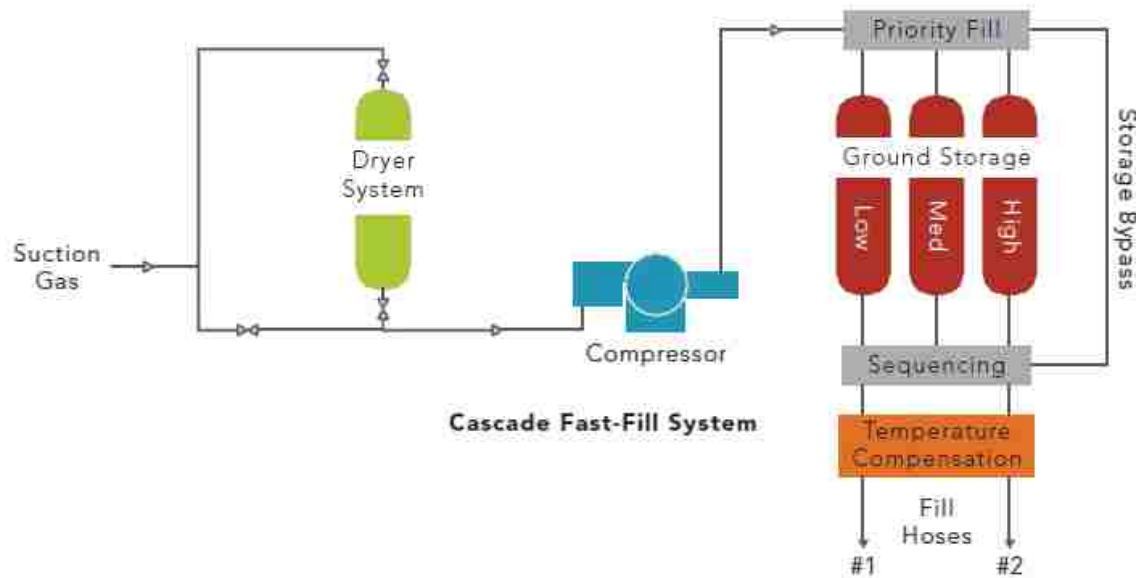 Priority Fill
Dryer
System
Ground Storage
Low
Med
High
Storage Bypass
Suction
Gas
Compressor
Sequencing
Cascade Fast-Fill System
Temperature
Compensation
Fill
Hoses
#1
#2